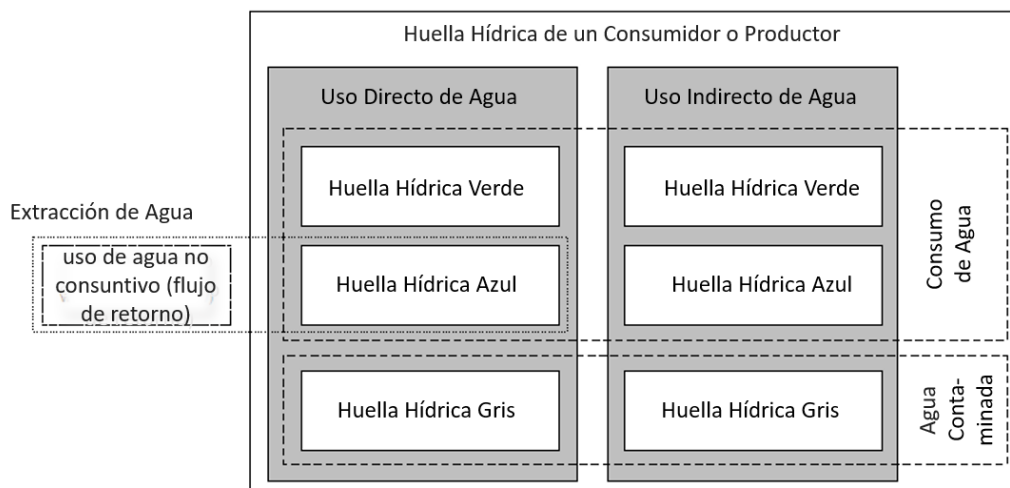 Huella Hídrica de un Consumidor o Productor
Uso Directo de Agua
Uso Indirecto de Agua
Huella Hídrica Verde
Huella Hídrica Verde
Extracción de Agua
uso de agua no
consuntivo (flujo
de retorno)
Huella Hídrica Azul
Huella Hídrica Azul
Consumo
de Agua
Huella Hídrica Gris
Huella Hídrica Gris
Agua
Conta-
minada